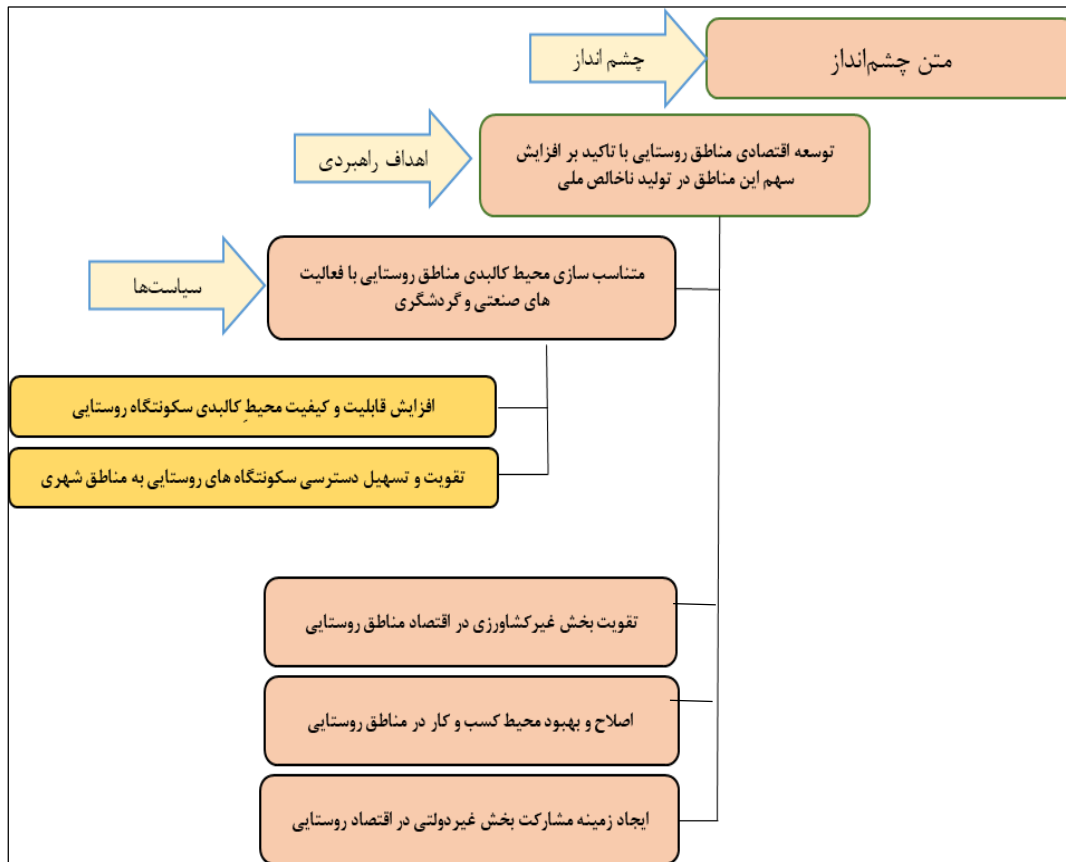 متن چشم‌انداز
چشم انداز
توسعه اقتصادی مناطق روستایی با تاکید بر افزایش
سهم این مناطق در تولید ناخالص ملی
اهداف راهبردی
متناسب سازی محیط کالبدی مناطق روستایی با فعالیت
های صنعتی و گردشگری
سیاست‌ها
افزایش قابلیت و کیفیت محیطِ کالبدی سکونتگاه روستایی
تقویت و تسهیل دسترسی سکونتگاه های روستایی به مناطق شهری
تقویت بخش غیرکشاورزی در اقتصاد مناطق روستایی
اصلاح و بهبود محیط کسب و کار در مناطق روستایی
ایجاد زمینه مشارکت بخش غیردولتی در اقتصاد روستایی